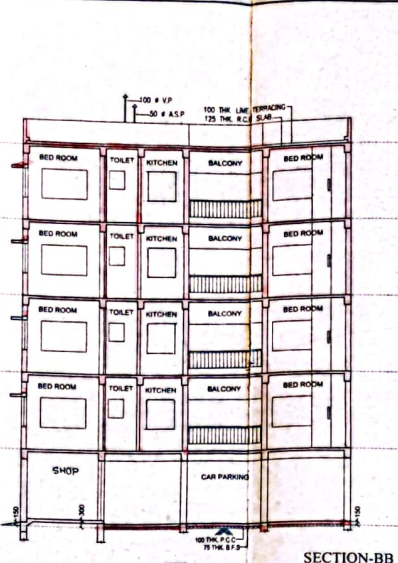 100 # V.P
50 # A.S.P
100 THK. LIME TERRACING
125 THK. R.C.C SLAB
BED ROOM TOILET KITCHEN BALCONY BED ROOM
BED ROOM TOILET KITCHEN BALCONY BED ROOM
BED ROOM TOILET KITCHEN BALCONY BED ROOM
BED ROOM TOILET KITCHEN BALCONY BED ROOM
SHOP CAR PARKING
150 300 150
100 THK. P.C.C
75 THK. B.F.S
SECTION-BB